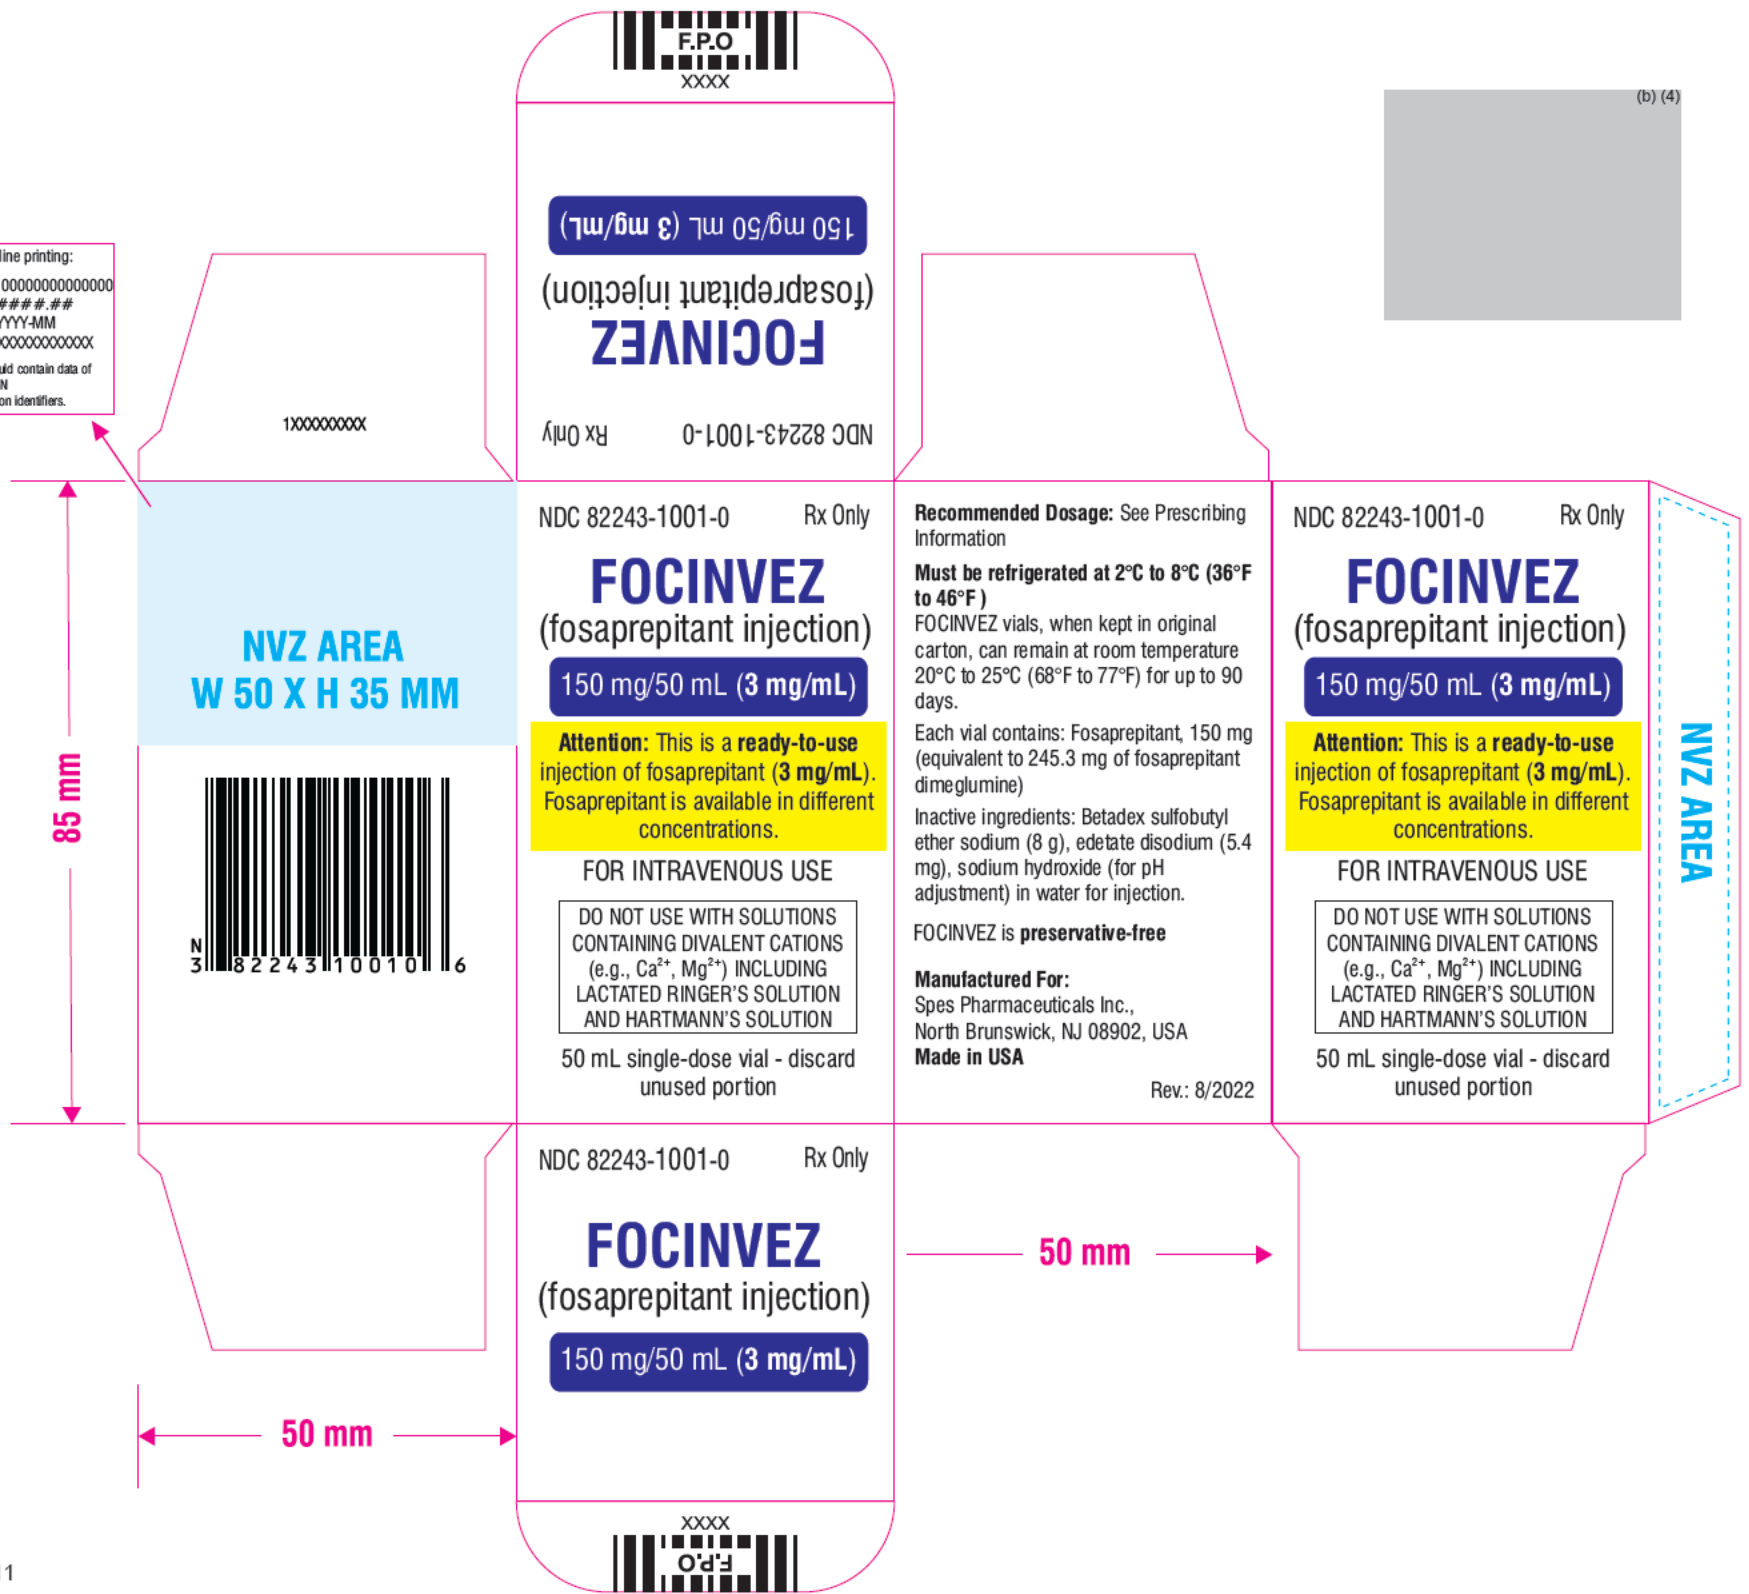 F.P.O
XXXX
(b) (4)
150 mg/50 mL (3 mg/mL)
(fosaprepitant injection)
FOCINVEZ
NDC 82243-1001-0 Rx Only
line printing:
00000000000000
####.##
YYYY-MM
XXXXXXXXXXXX
contain data of
N
identifiers.
1XXXXXXXXX
NVZ AREA
W 50 X H 35 MM
85 mm
N
3 82243 10010 6
NDC 82243-1001-0 Rx Only
FOCINVEZ
(fosaprepitant injection)
150 mg/50 mL (3 mg/mL)
Attention: This is a ready-to-use
injection of fosaprepitant (3 mg/mL).
Fosaprepitant is available in different
concentrations.
FOR INTRAVENOUS USE
DO NOT USE WITH SOLUTIONS
CONTAINING DIVALENT CATIONS
(e.g., Ca²⁺, Mg²⁺) INCLUDING
LACTATED RINGER'S SOLUTION
AND HARTMANN'S SOLUTION
50 mL single-dose vial - discard
unused portion
Recommended Dosage: See Prescribing
Information
Must be refrigerated at 2°C to 8°C (36°F
to 46°F )
FOCINVEZ vials, when kept in original
carton, can remain at room temperature
20°C to 25°C (68°F to 77°F) for up to 90
days.
Each vial contains: Fosaprepitant, 150 mg
(equivalent to 245.3 mg of fosaprepitant
dimeglumine)
Inactive ingredients: Betadex sulfobutyl
ether sodium (8 g), edetate disodium (5.4
mg), sodium hydroxide (for pH
adjustment) in water for injection.
FOCINVEZ is preservative-free
Manufactured For:
Spes Pharmaceuticals Inc.,
North Brunswick, NJ 08902, USA
Made in USA
Rev.: 8/2022
NDC 82243-1001-0 Rx Only
FOCINVEZ
(fosaprepitant injection)
150 mg/50 mL (3 mg/mL)
Attention: This is a ready-to-use
injection of fosaprepitant (3 mg/mL).
Fosaprepitant is available in different
concentrations.
FOR INTRAVENOUS USE
DO NOT USE WITH SOLUTIONS
CONTAINING DIVALENT CATIONS
(e.g., Ca²⁺, Mg²⁺) INCLUDING
LACTATED RINGER'S SOLUTION
AND HARTMANN'S SOLUTION
50 mL single-dose vial - discard
unused portion
NVZ AREA
NDC 82243-1001-0 Rx Only
FOCINVEZ
(fosaprepitant injection)
150 mg/50 mL (3 mg/mL)
50 mm
50 mm
XXXX
F.P.O